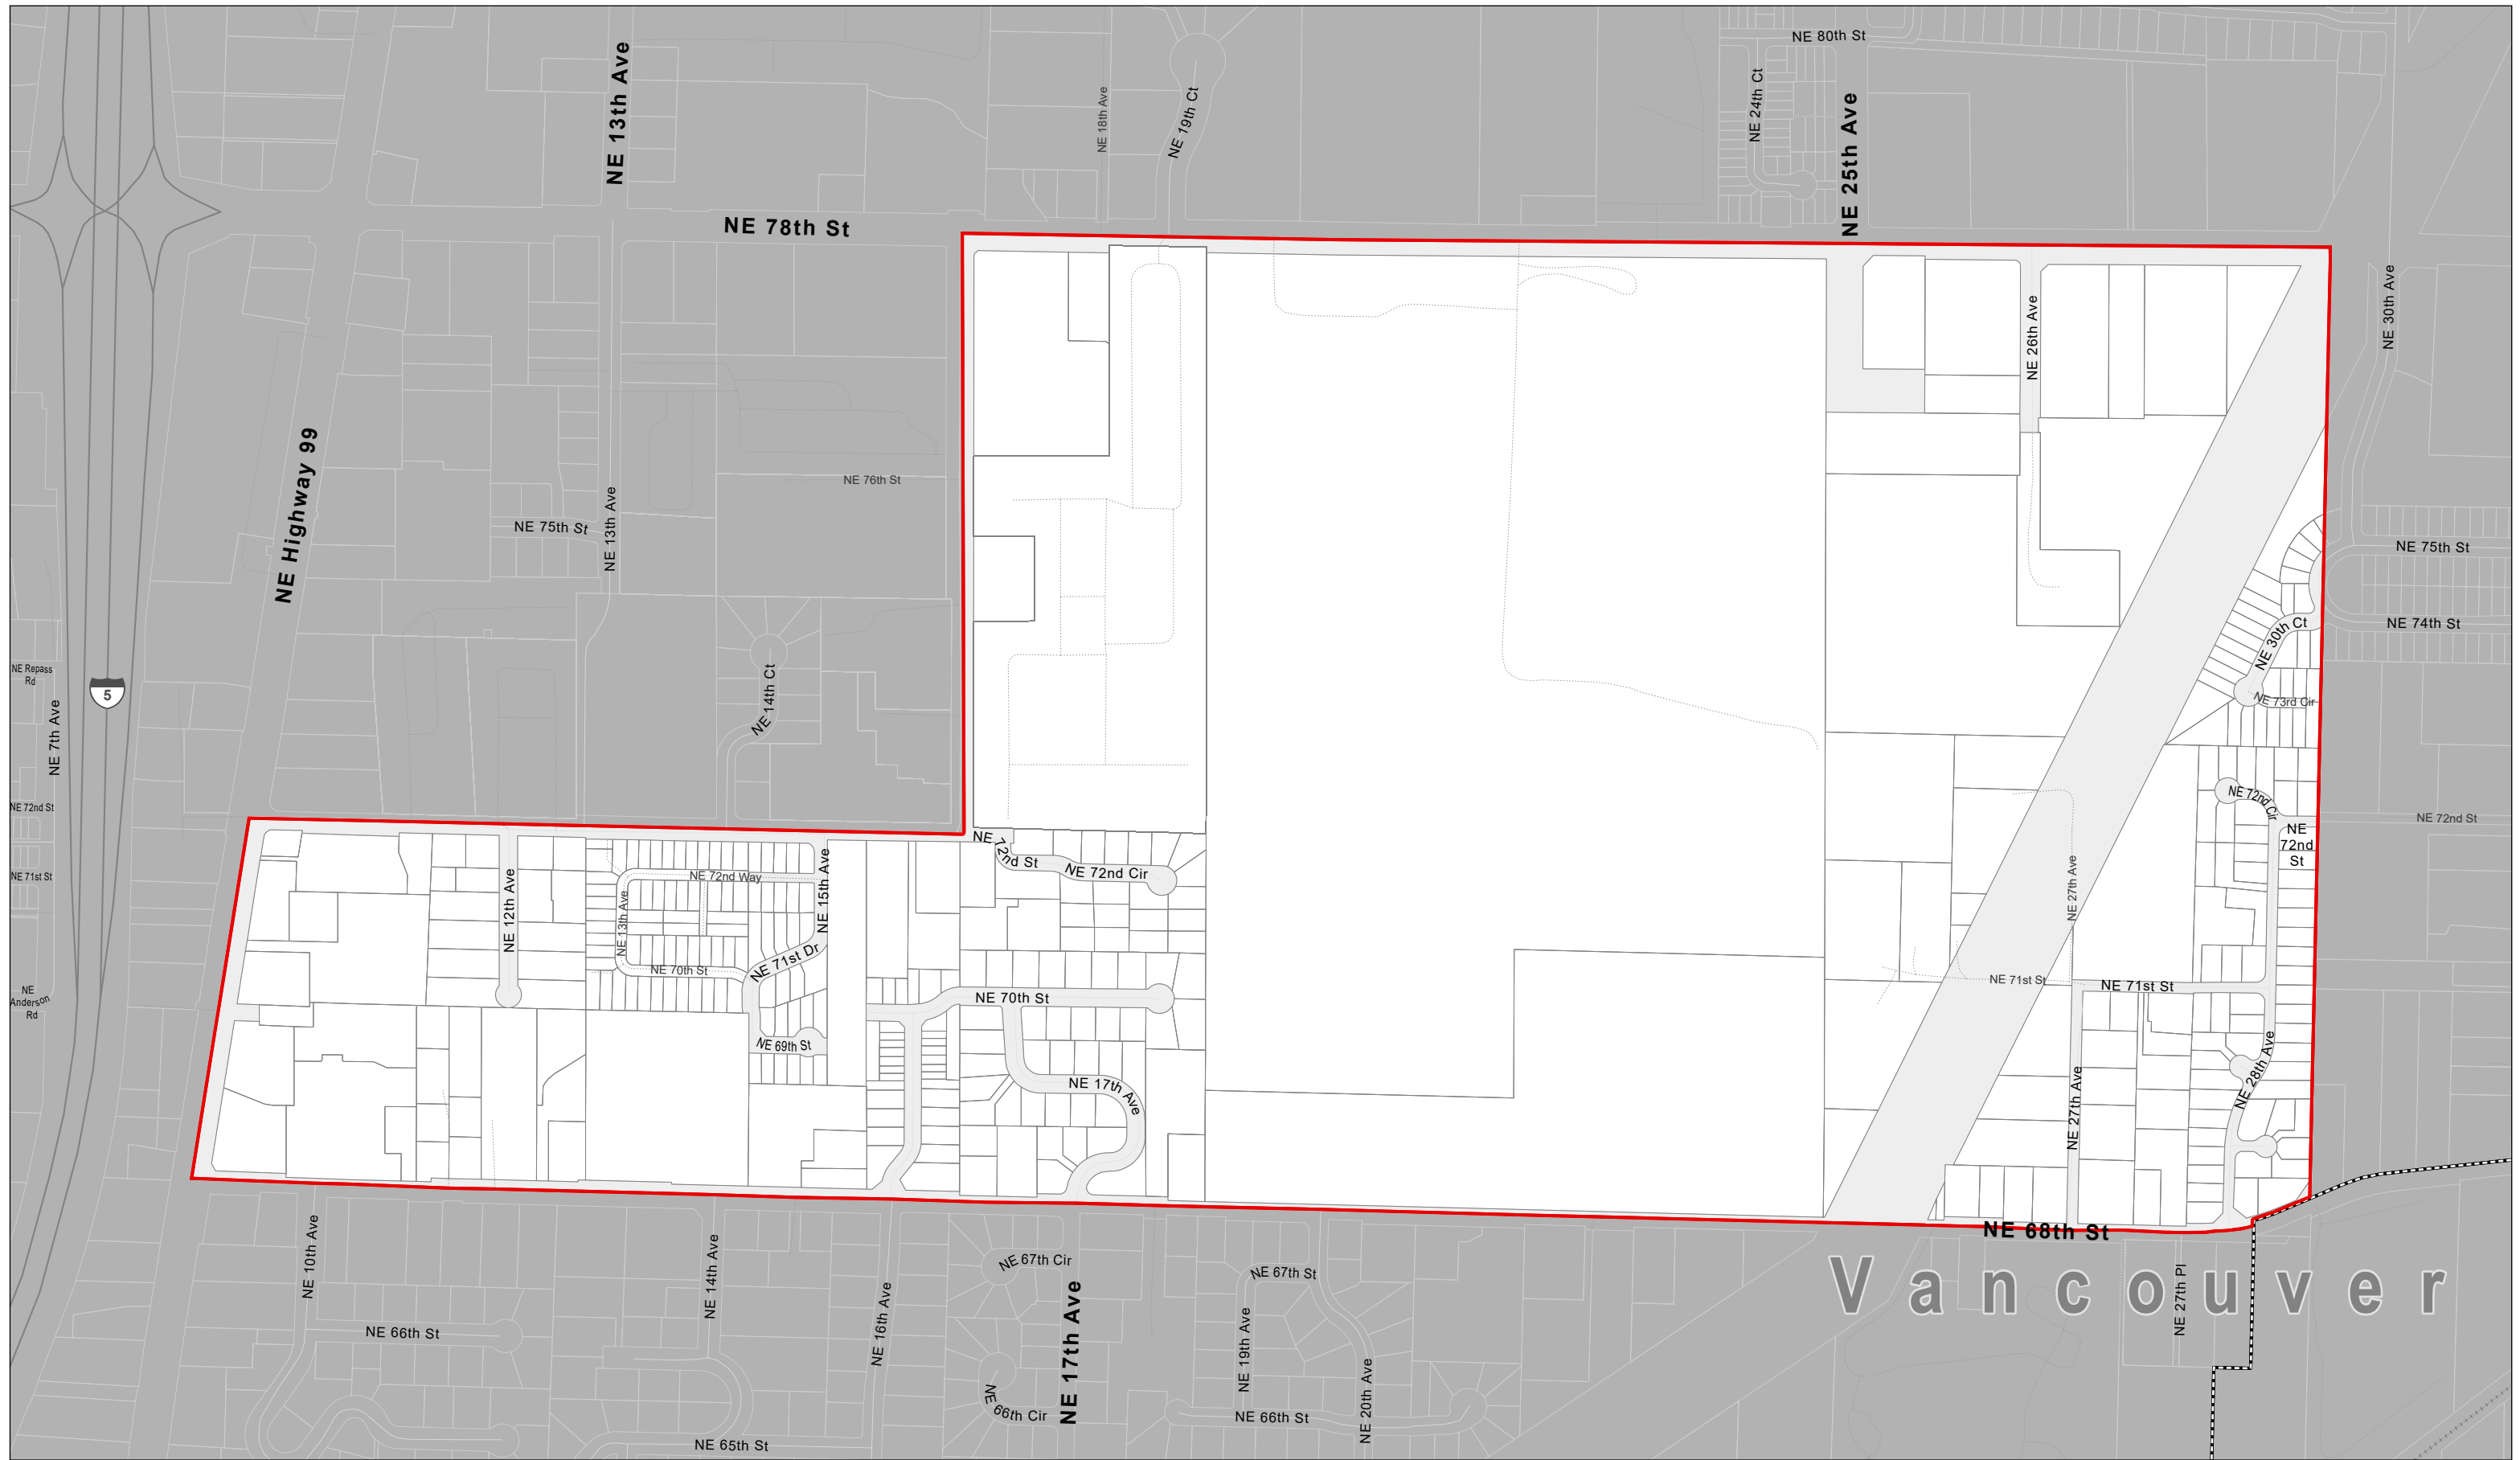 NE 80th St
NE 13th Ave
NE 18th Ave
NE 19th Ct
NE 24th Ct
NE 25th Ave
NE 78th St
NE 26th Ave
NE 30th Ave
NE Highway 99
NE 76th St
NE 75th St
NE 13th Ave
NE 75th St
NE 74th St
NE 30th Ct
NE 73rd Cir
NE Repass
Rd
5
NE 7th Ave
NE 14th Ct
NE 72nd St
NE 72nd Cir
NE
72nd
St
NE 72nd St
NE 72nd St
NE 72nd Cir
NE 71st St
NE 72nd Way
NE 12th Ave
NE 13th Ave
NE 15th Ave
NE 71st Dr
NE 70th St
NE 27th Ave
NE 71st St
NE 71st St
NE
Anderson
Rd
NE 70th St
NE 69th St
NE 17th Ave
NE 27th Ave
NE 28th Ave
NE 68th St
Vancouver
NE 10th Ave
NE 14th Ave
NE 16th Ave
NE 67th Cir
NE 17th Ave
NE 67th St
NE 19th Ave
NE 20th Ave
NE 27th Pl
NE 66th St
NE 66th Cir
NE 66th St
NE 65th St